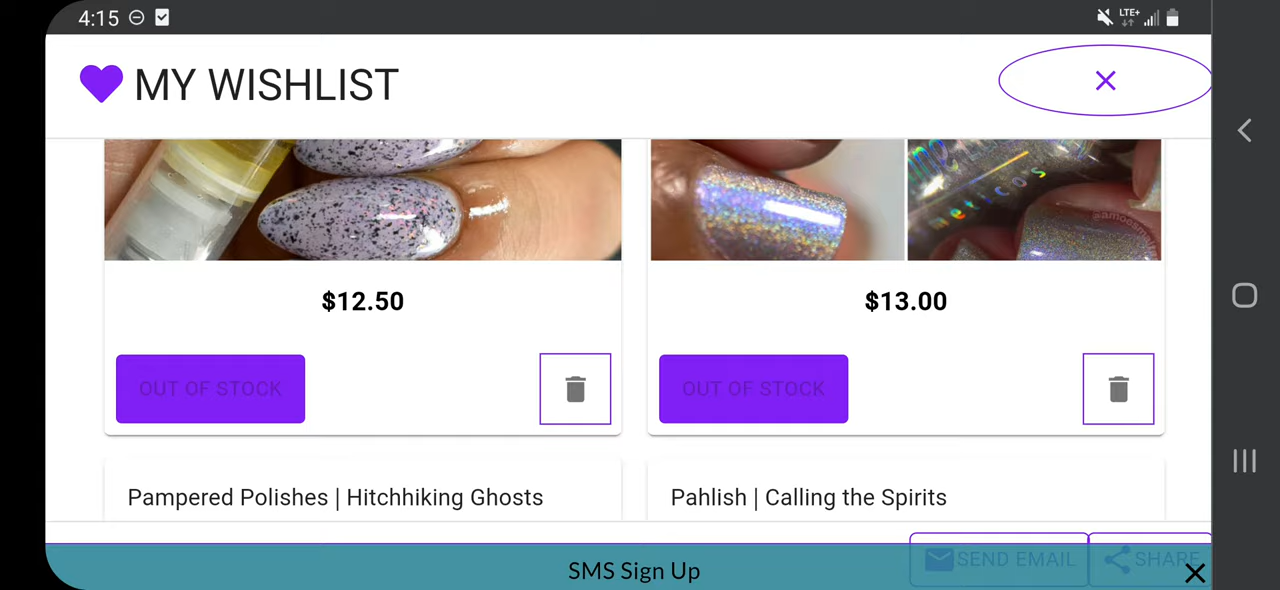 4:15
LTE+
MY WISHLIST
meticos
$12.50
$13.00
OUT OF STOCK
OUT OF STOCK
Pampered Polishes | Hitchhiking Ghosts
Pahlish | Calling the Spirits
SEND EMAIL
SHARE
SMS Sign Up